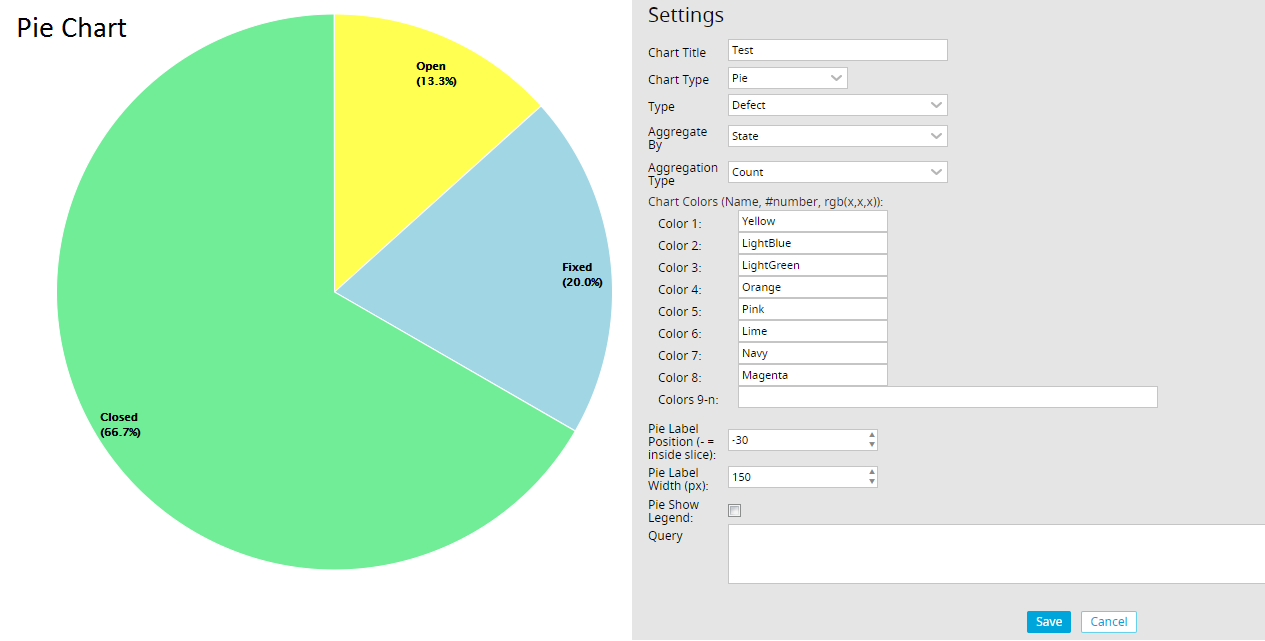 Pie Chart
Open
(13.3%)
Fixed
(20.0%)
Closed
(66.7%)
Settings
Chart Title
Test
Chart Type
Pie
Type
Defect
Aggregate
By
State
Aggregation
Type
Count
Chart Colors (Name, #number, rgb(x,x,x)):
Color 1:
Yellow
Color 2:
LightBlue
Color 3:
LightGreen
Color 4:
Orange
Color 5:
Pink
Color 6:
Lime
Color 7:
Navy
Color 8:
Magenta
Colors 9-n:
Pie Label
Position (- =
inside slice):
-30
Pie Label
Width (px):
150
Pie Show
Legend:
Query
Save
Cancel